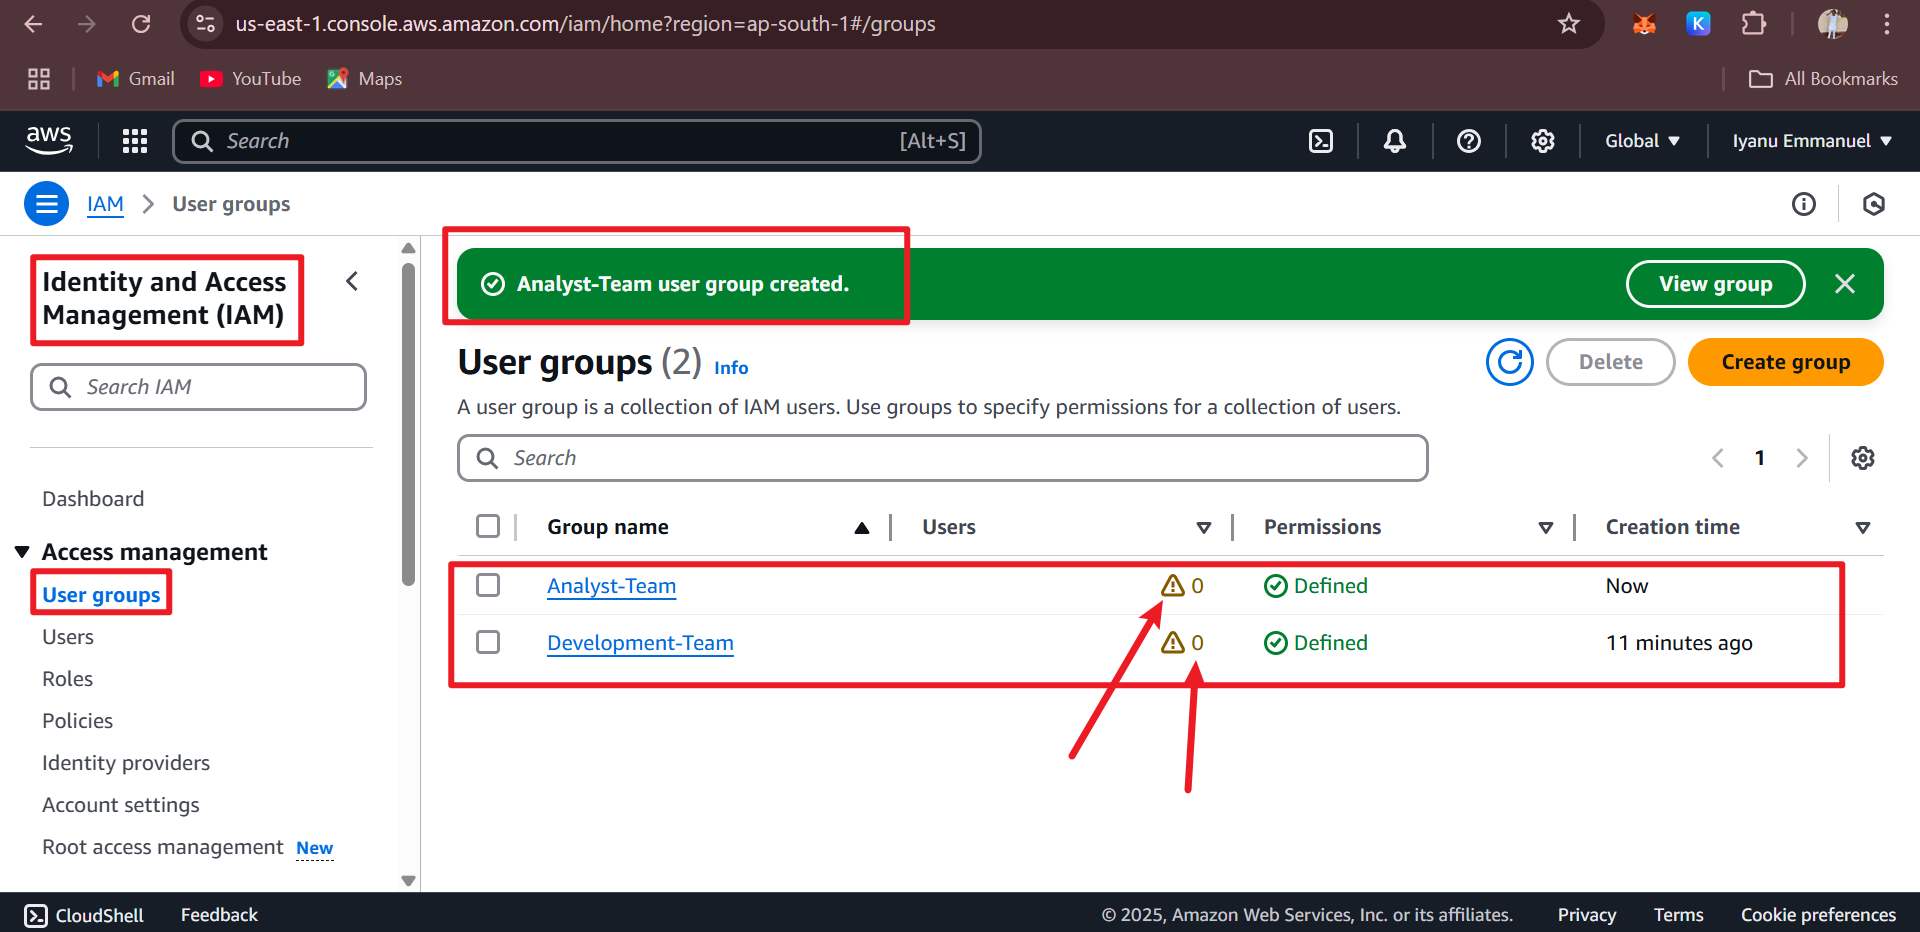 us-east-1.console.aws.amazon.com/iam/home?region=ap-south-1#/groups
Gmail
YouTube
Maps
All Bookmarks
aws
Search
[Alt+S]
Global
Iyanu Emmanuel
IAM
User groups
Identity and Access
Management (IAM)
Search IAM
Dashboard
Access management
User groups
Users
Roles
Policies
Identity providers
Account settings
Root access management New
Analyst-Team user group created.
View group
User groups (2) Info
Delete
Create group
A user group is a collection of IAM users. Use groups to specify permissions for a collection of users.
Search
1
Group name Users Permissions Creation time
Analyst-Team 0 Defined Now
Development-Team 0 Defined 11 minutes ago
CloudShell Feedback © 2025, Amazon Web Services, Inc. or its affiliates. Privacy Terms Cookie preferences